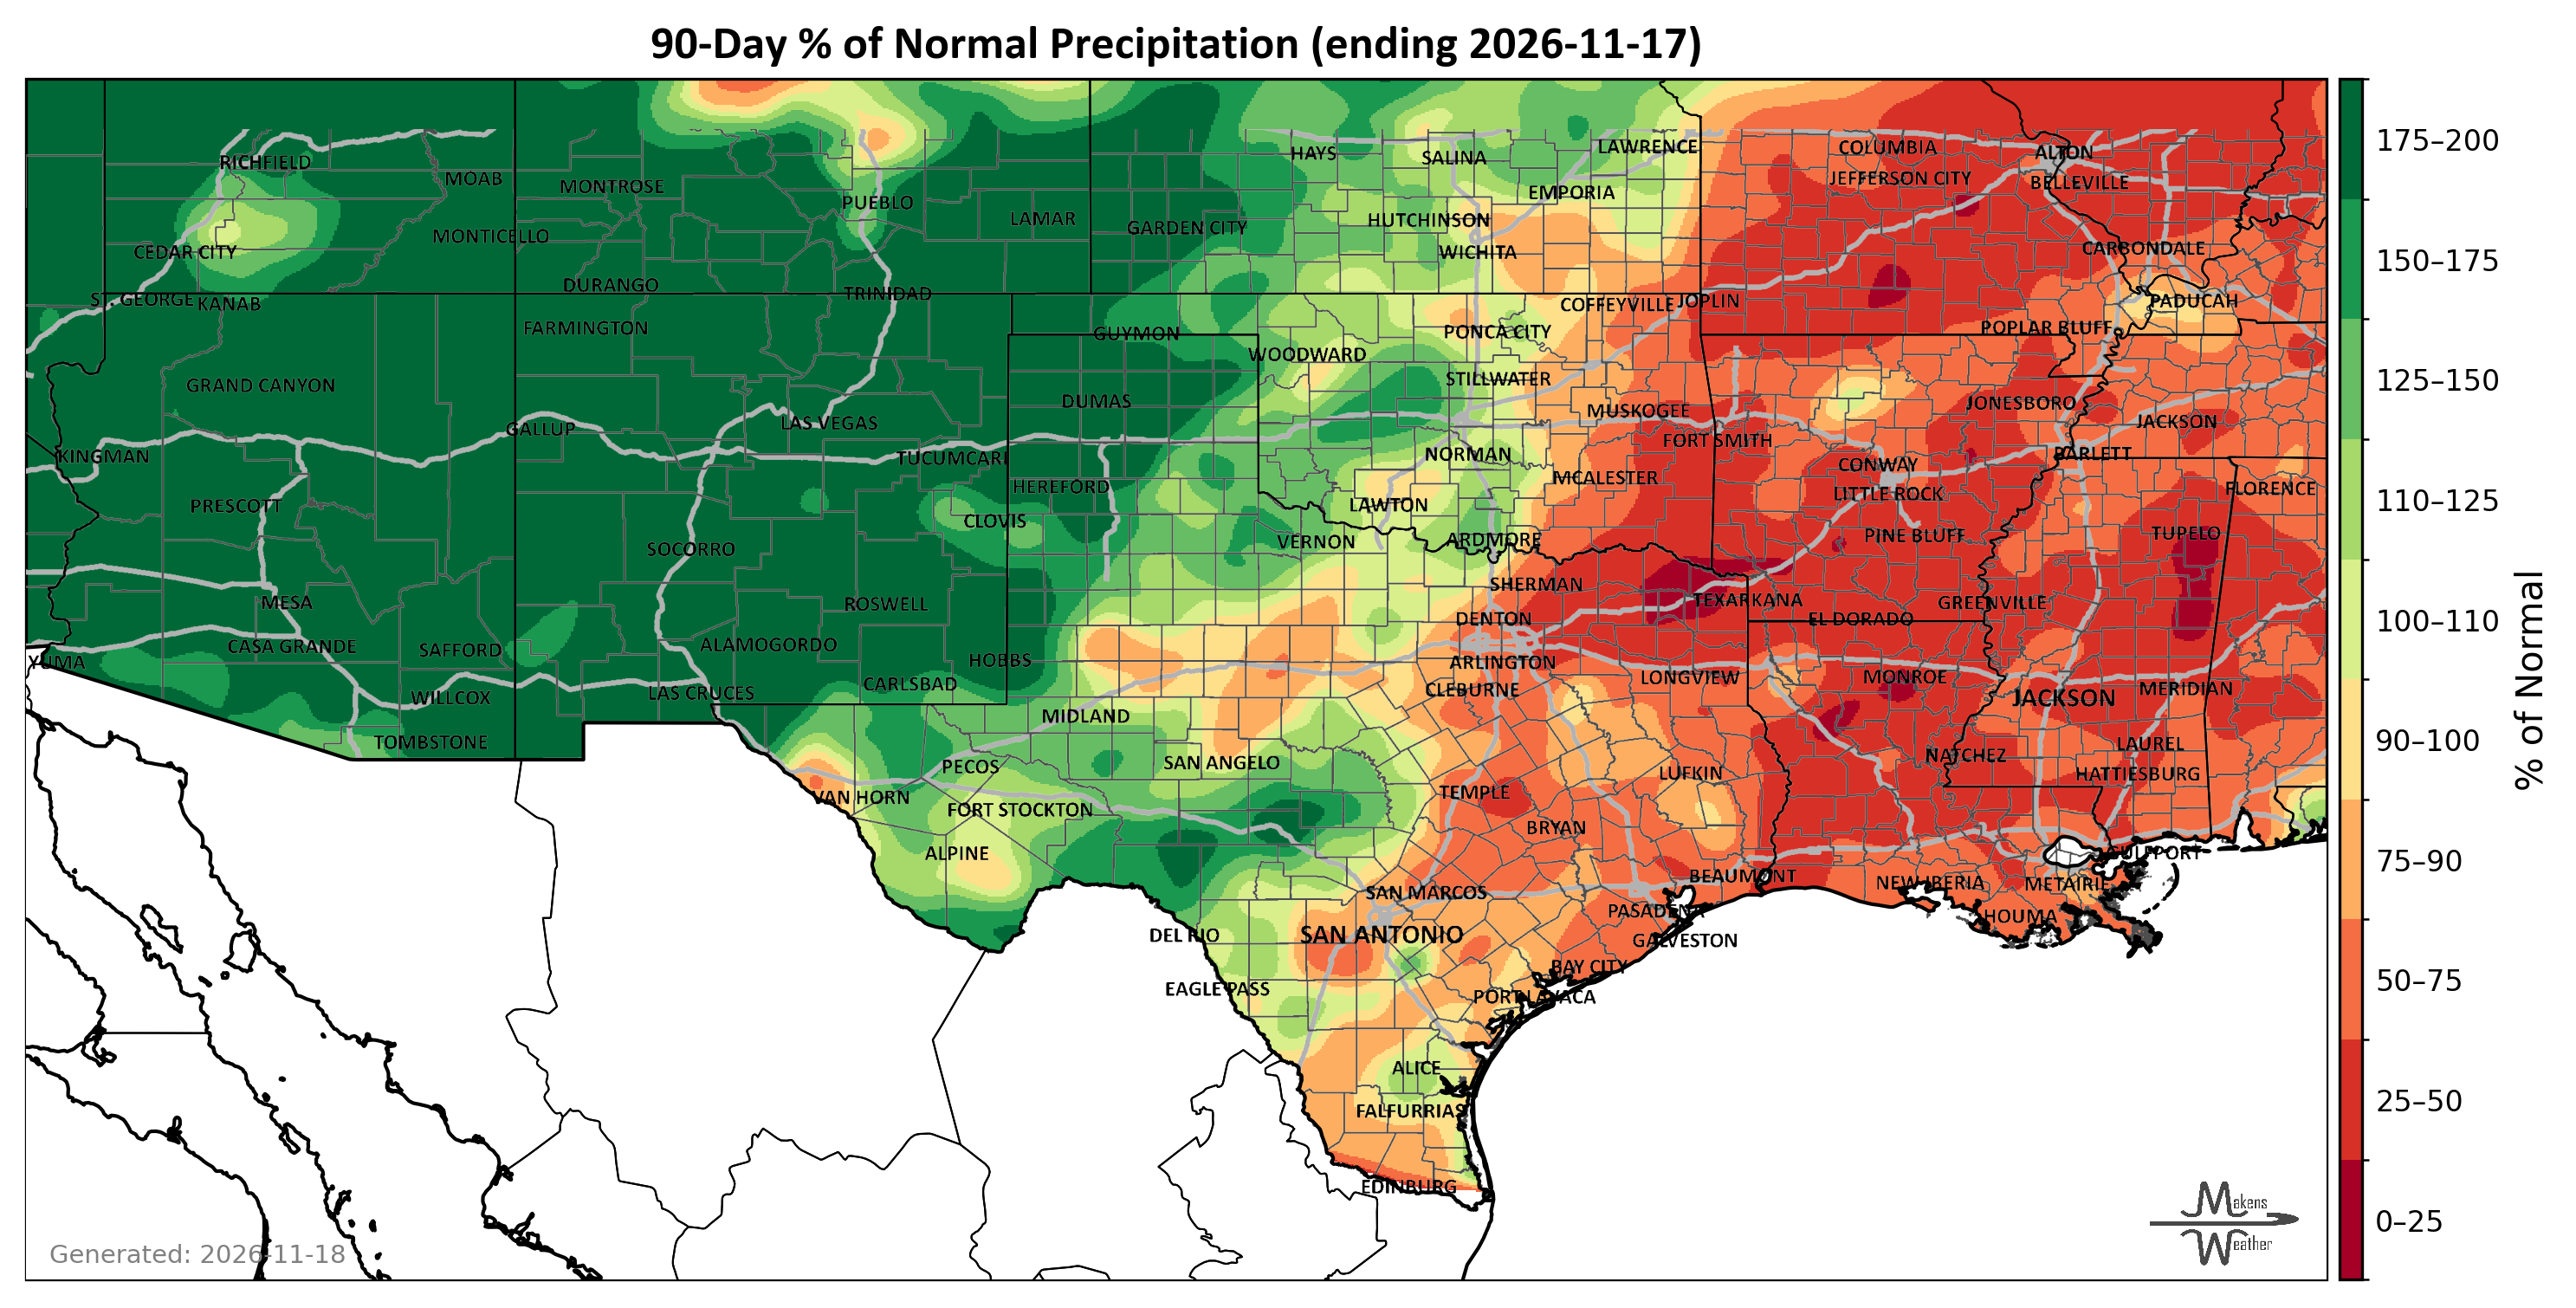 90-Day % of Normal Precipitation (ending 2026-11-17)
RICHFIELD
MOAB
MONTROSE
PUEBLO
LAMAR
HAYS
SALINA
LAWRENCE
COLUMBIA
ALTON
JEFFERSON CITY
BELLEVILLE
EMPORIA
CEDAR CITY
MONTICELLO
GARDEN CITY
HUTCHINSON
WICHITA
CARBONDALE
DURANGO
TRINIDAD
ST. GEORGE
KANAB
COFFEYVILLE
JOPLIN
PADUCAH
FARMINGTON
GUYMON
PONCA CITY
POPLAR BLUFF
WOODWARD
GRAND CANYON
STILLWATER
DUMAS
MUSKOGEE
JONESBORO
GALLUP
LAS VEGAS
FORT SMITH
JACKSON
KINGMAN
TUCUMCARI
NORMAN
BARLETT
HEREFORD
MCALESTER
CONWAY
FLORENCE
PRESCOTT
CLOVIS
LAWTON
LITTLE ROCK
SOCORRO
VERNON
ARDMORE
PINE BLUFF
TUPELO
MESA
ROSWELL
SHERMAN
TEXARKANA
GREENVILLE
DENTON
EL DORADO
CASA GRANDE
SAFFORD
ALAMOGORDO
HOBBS
ARLINGTON
YUMA
LAS CRUCES
CARLSBAD
CLEBURNE
LONGVIEW
MONROE
JACKSON
MERIDIAN
WILLCOX
MIDLAND
TOMBSTONE
PECOS
SAN ANGELO
NATCHEZ
LAUREL
VAN HORN
FORT STOCKTON
TEMPLE
LUFKIN
HATTIESBURG
BRYAN
ALPINE
GULFPORT
SAN MARCOS
BEAUMONT
NEW IBERIA
METAIRIE
PASADENA
HOUMA
DEL RIO
SAN ANTONIO
GALVESTON
EAGLE PASS
BAY CITY
PORT LAVACA
ALICE
FALFURRIAS
EDINBURG
175–200
150–175
125–150
110–125
100–110
90–100
75–90
50–75
25–50
0–25
% of Normal
Generated: 2026-11-18
Makens
Weather